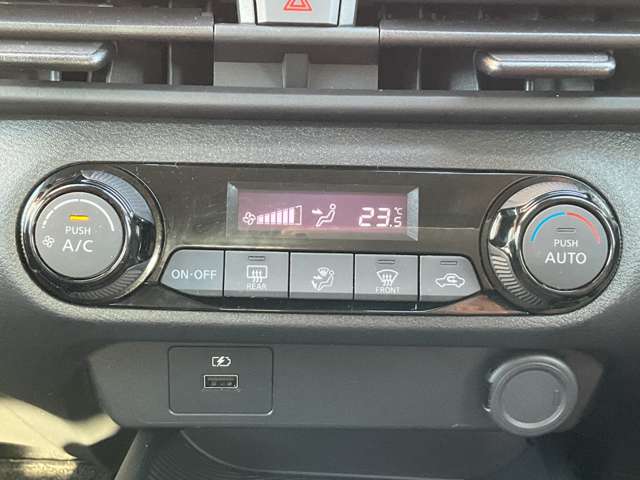 23.5°C
PUSH
A/C
PUSH
AUTO
ON·OFF
REAR
FRONT